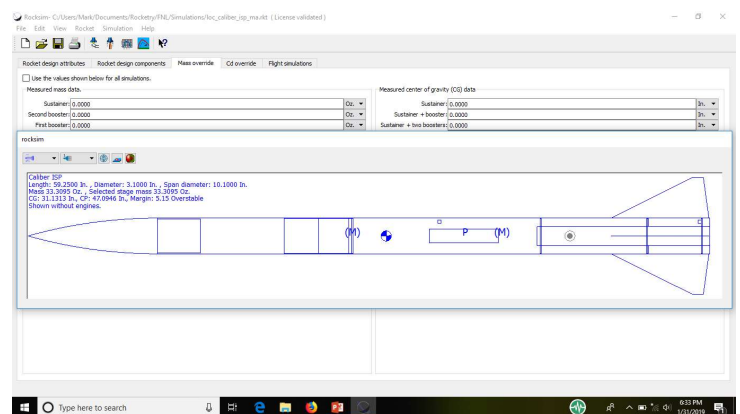 Rocksim- C:/Users/Mark/Documents/Rocketry/FNL/Simulations/loc_caliber_isp_ma.rkt ( License validated )
File Edit View Rocket Simulation Help
Rocket design attributes Rocket design components Mass override Cd override Flight simulations
Use the values shown below for all simulations.
Measured mass data. Measured center of gravity (CG) data
Sustainer: 0.0000 Oz. Sustainer: 0.0000 In.
Second booster: 0.0000 Oz. Sustainer + booster: 0.0000 In.
First booster: 0.0000 Oz. Sustainer + two boosters: 0.0000 In.
rocksim
Caliber ISP
Length: 59.2500 In. , Diameter: 3.1000 In. , Span diameter: 10.1000 In.
Mass 33.3095 Oz. , Selected stage mass 33.3095 Oz.
CG: 31.1313 In., CP: 47.0946 In., Margin: 5.15 Overstable
Shown without engines.
(M) P (M)
Type here to search
6:33 PM
1/31/2019